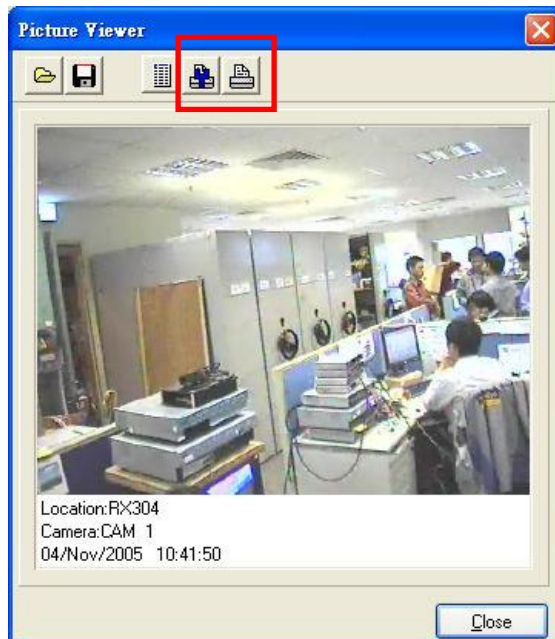 Picture Viewer
Location:RX304
Camera:CAM 1
04/Nov/2005 10:41:50
Close